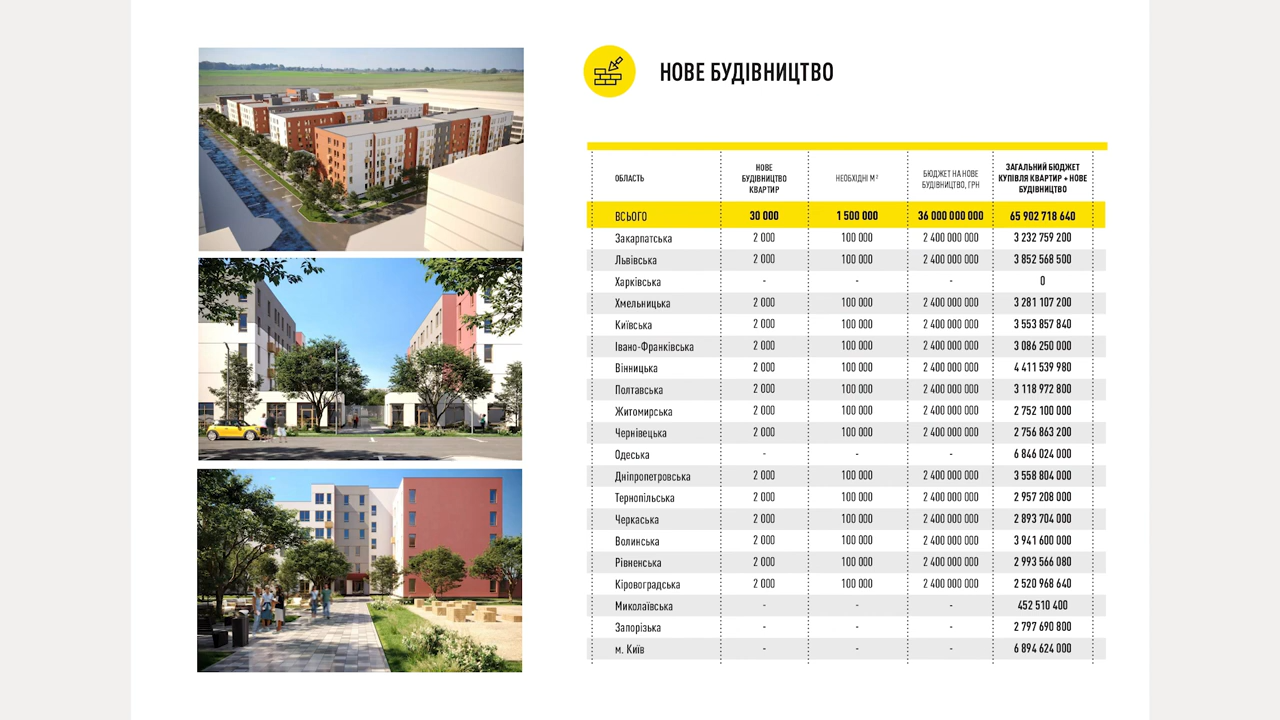 НОВЕ БУДІВНИЦТВО
ОБЛАСТЬ
НОВЕ
БУДІВНИЦТВО
КВАРТИР
НЕОБХІДНІ М²
БЮДЖЕТ НА НОВЕ
БУДІВНИЦТВО, ГРН
ЗАГАЛЬНИЙ БЮДЖЕТ
КУПІВЛЯ КВАРТИР + НОВЕ
БУДІВНИЦТВО
ВСЬОГО 30 000 1 500 000 36 000 000 000 65 902 718 640
Закарпатська 2 000 100 000 2 400 000 000 3 232 759 200
Львівська 2 000 100 000 2 400 000 000 3 852 568 500
Харківська - - - 0
Хмельницька 2 000 100 000 2 400 000 000 3 281 107 200
Київська 2 000 100 000 2 400 000 000 3 553 857 840
Івано-Франківська 2 000 100 000 2 400 000 000 3 086 250 000
Вінницька 2 000 100 000 2 400 000 000 4 411 539 980
Полтавська 2 000 100 000 2 400 000 000 3 118 972 800
Житомирська 2 000 100 000 2 400 000 000 2 752 100 000
Чернівецька 2 000 100 000 2 400 000 000 2 756 863 200
Одеська - - - 6 846 024 000
Дніпропетровська 2 000 100 000 2 400 000 000 3 558 804 000
Тернопільська 2 000 100 000 2 400 000 000 2 957 208 000
Черкаська 2 000 100 000 2 400 000 000 2 893 704 000
Волинська 2 000 100 000 2 400 000 000 3 941 600 000
Рівненська 2 000 100 000 2 400 000 000 2 993 566 080
Кіровоградська 2 000 100 000 2 400 000 000 2 520 968 640
Миколаївська - - - 452 510 400
Запорізька - - - 2 797 690 800
м. Київ - - - 6 894 624 000